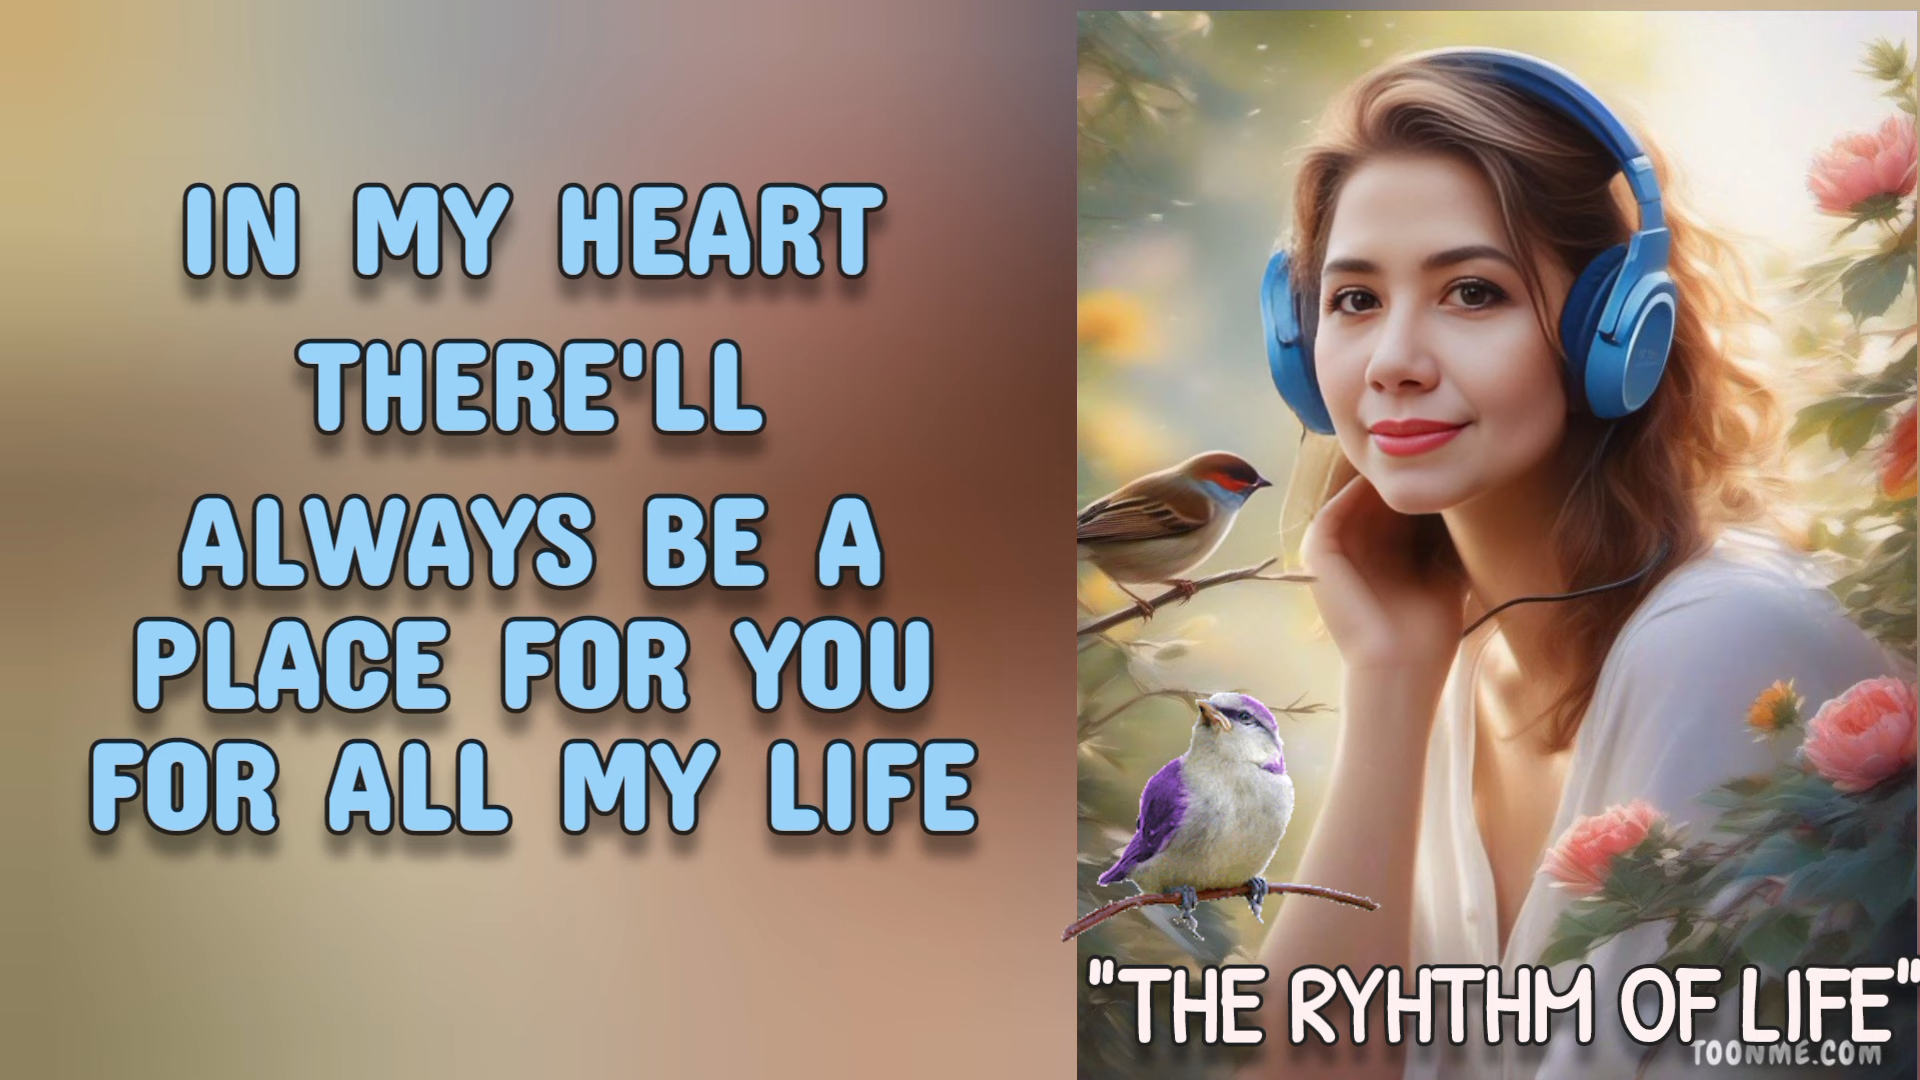 IN MY HEART
THERE'LL
ALWAYS BE A
PLACE FOR YOU
FOR ALL MY LIFE
"THE RYHTHM OF LIFE"
TOONME.COM